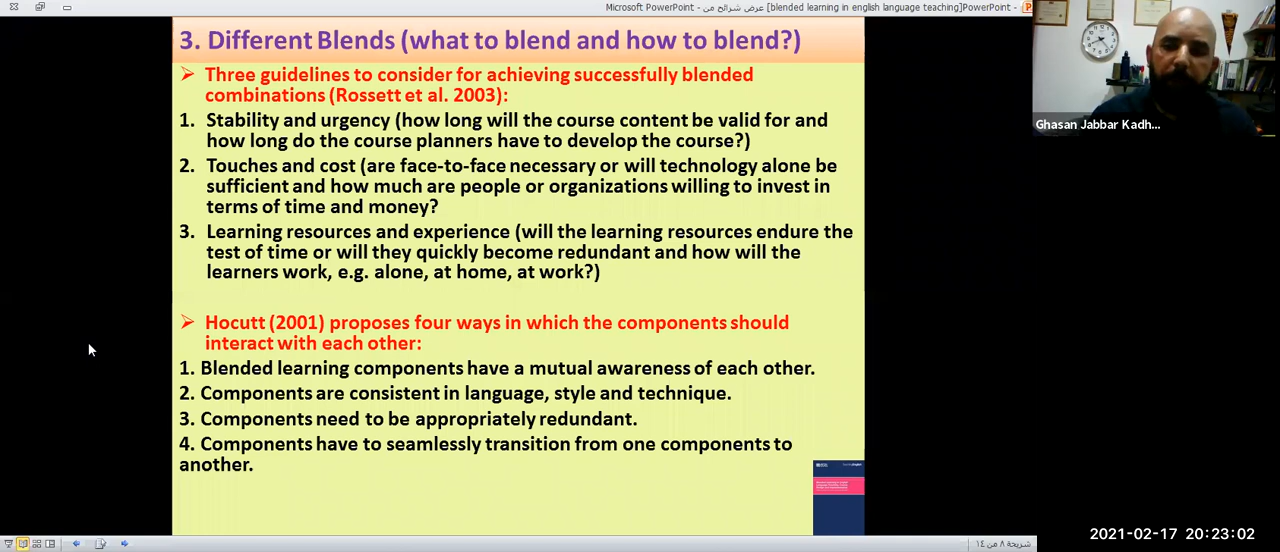 Microsoft PowerPoint - عرض شرائح من [blended learning in english language teaching]PowerPoint -
3. Different Blends (what to blend and how to blend?)
Three guidelines to consider for achieving successfully blended
combinations (Rossett et al. 2003):
1. Stability and urgency (how long will the course content be valid for and
how long do the course planners have to develop the course?)
2. Touches and cost (are face-to-face necessary or will technology alone be
sufficient and how much are people or organizations willing to invest in
terms of time and money?
3. Learning resources and experience (will the learning resources endure the
test of time or will they quickly become redundant and how will the
learners work, e.g. alone, at home, at work?)
Hocutt (2001) proposes four ways in which the components should
interact with each other:
1. Blended learning components have a mutual awareness of each other.
2. Components are consistent in language, style and technique.
3. Components need to be appropriately redundant.
4. Components have to seamlessly transition from one components to
another.
Ghasan Jabbar Kadh...
2021-02-17 20:23:02
شريحة ٨ من ١٤